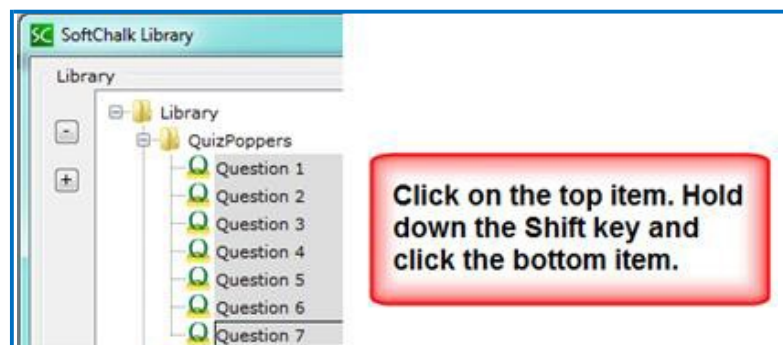 SC SoftChalk Library
Library
Library
QuizPoppers
Question 1
Question 2
Question 3
Question 4
Question 5
Question 6
Question 7
Click on the top item. Hold
down the Shift key and
click the bottom item.